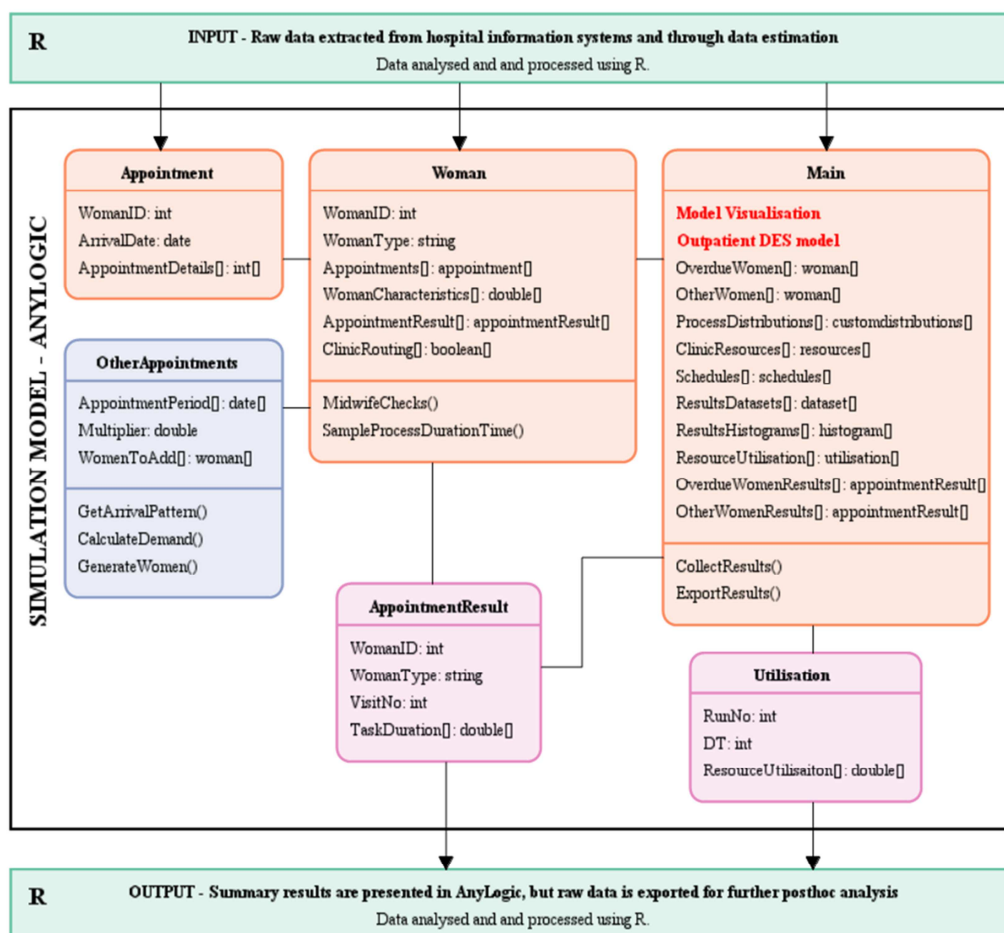 R
INPUT - Raw data extracted from hospital information systems and through data estimation
Data analysed and and processed using R.
SIMULATION MODEL - ANYLOGIC
Appointment
WomanID: int
ArrivalDate: date
AppointmentDetails[]: int[]
Woman
WomanID: int
WomanType: string
Appointments[]: appointment[]
WomanCharacteristics[]: double[]
AppointmentResult[]: appointmentResult[]
ClinicRouting[]: boolean[]
MidwifeChecks()
SampleProcessDurationTime()
Main
Model Visualisation
Outpatient DES model
OverdueWomen[]: woman[]
OtherWomen[]: woman[]
ProcessDistributions[]: customdistributions[]
ClinicResources[]: resources[]
Schedules[]: schedules[]
ResultsDatasets[]: dataset[]
ResultsHistograms[]: histogram[]
ResourceUtilisation[]: utilisation[]
OverdueWomenResults[]: appointmentResult[]
OtherWomenResults[]: appointmentResult[]
CollectResults()
ExportResults()
OtherAppointments
AppointmentPeriod[]: date[]
Multiplier: double
WomenToAdd[]: woman[]
GetArrivalPattern()
CalculateDemand()
GenerateWomen()
AppointmentResult
WomanID: int
WomanType: string
VisitNo: int
TaskDuration[]: double[]
Utilisation
RunNo: int
DT: int
ResourceUtilisaiton[]: double[]
R
OUTPUT - Summary results are presented in AnyLogic, but raw data is exported for further posthoc analysis
Data analysed and and processed using R.